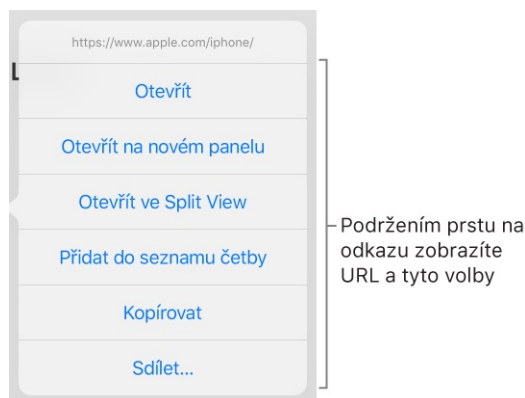 https://www.apple.com/iphone/
Otevřít
Otevřít na novém panelu
Otevřít ve Split View
Přidat do seznamu četby
Kopírovat
Sdílet...
Podržením prstu na
odkazu zobrazíte
URL a tyto volby